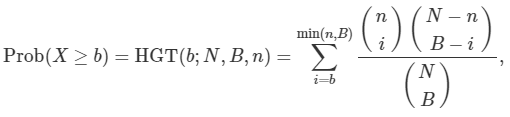 Prob(X ≥ b) = HGT(b; N, B, n) = \sum_{i=b}^{\min(n,B)} \frac{\binom{n}{i}\binom{N-n}{B-i}}{\binom{N}{B}},